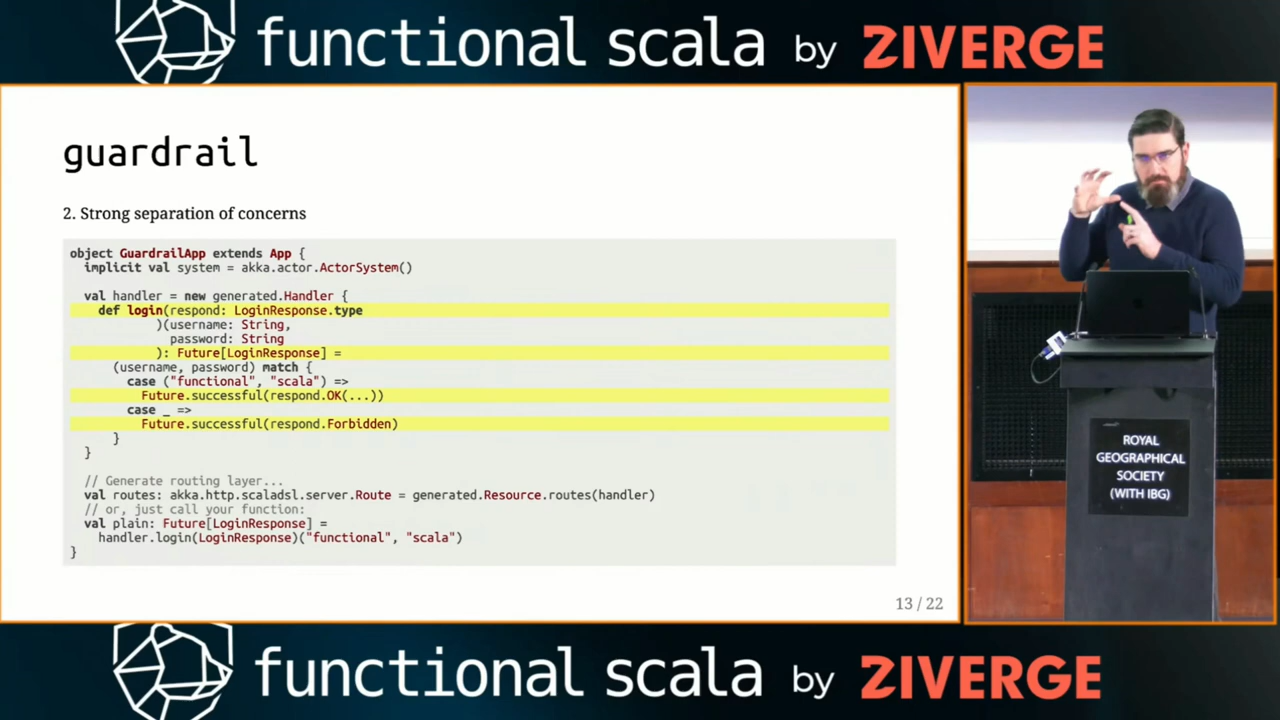 functional scala by ZIVERGE
guardrail
2. Strong separation of concerns
object GuardrailApp extends App {
  implicit val system = akka.actor.ActorSystem()
  val handler = new generated.Handler {
    def login(respond: LoginResponse.type
            )(username: String,
              password: String
            ): Future[LoginResponse] =
      (username, password) match {
        case ("functional", "scala") =>
          Future.successful(respond.OK(...))
        case _ =>
          Future.successful(respond.Forbidden)
      }
  }
  // Generate routing layer...
  val routes: akka.http.scaladsl.server.Route = generated.Resource.routes(handler)
  // or, just call your function:
  val plain: Future[LoginResponse] =
    handler.login(LoginResponse)("functional", "scala")
}
13 / 22
ROYAL
GEOGRAPHICAL
SOCIETY
(WITH IBG)
functional scala by ZIVERGE